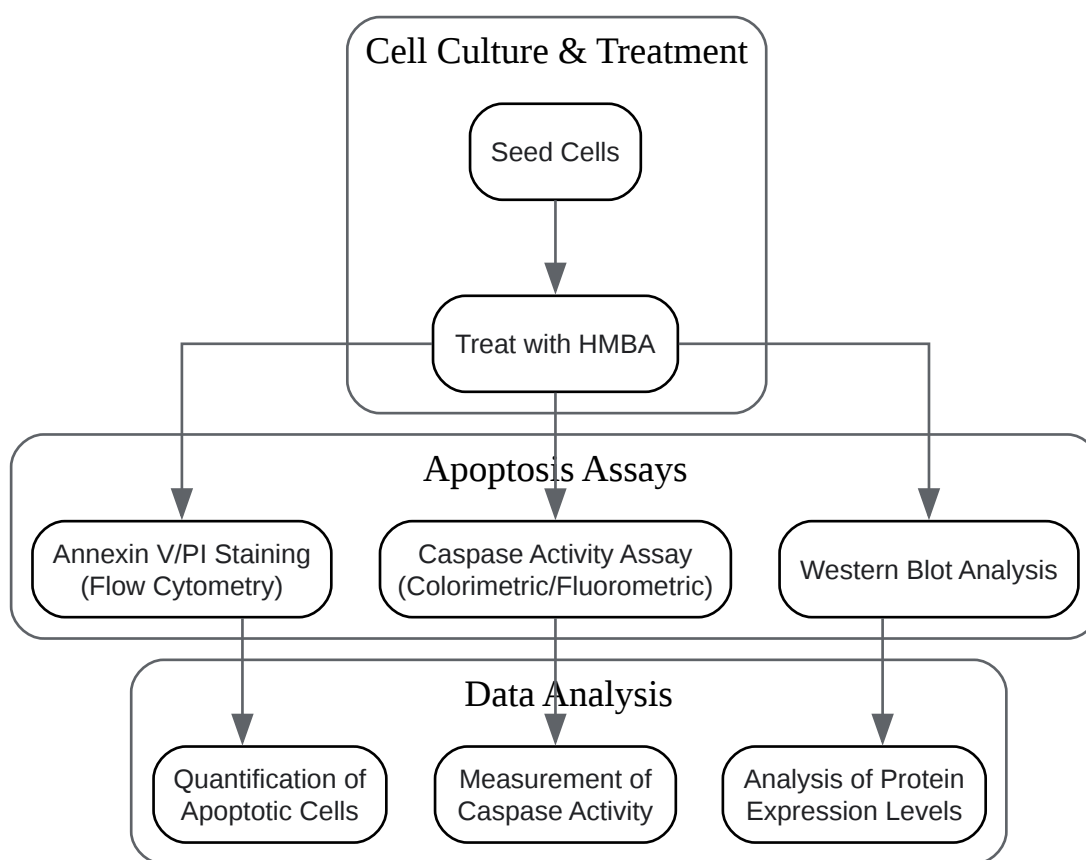 Cell Culture & Treatment
Seed Cells
Treat with HMBA
Apoptosis Assays
Annexin V/PI Staining
(Flow Cytometry)
Caspase Activity Assay
(Colorimetric/Fluorometric)
Western Blot Analysis
Data Analysis
Quantification of
Apoptotic Cells
Measurement of
Caspase Activity
Analysis of Protein
Expression Levels